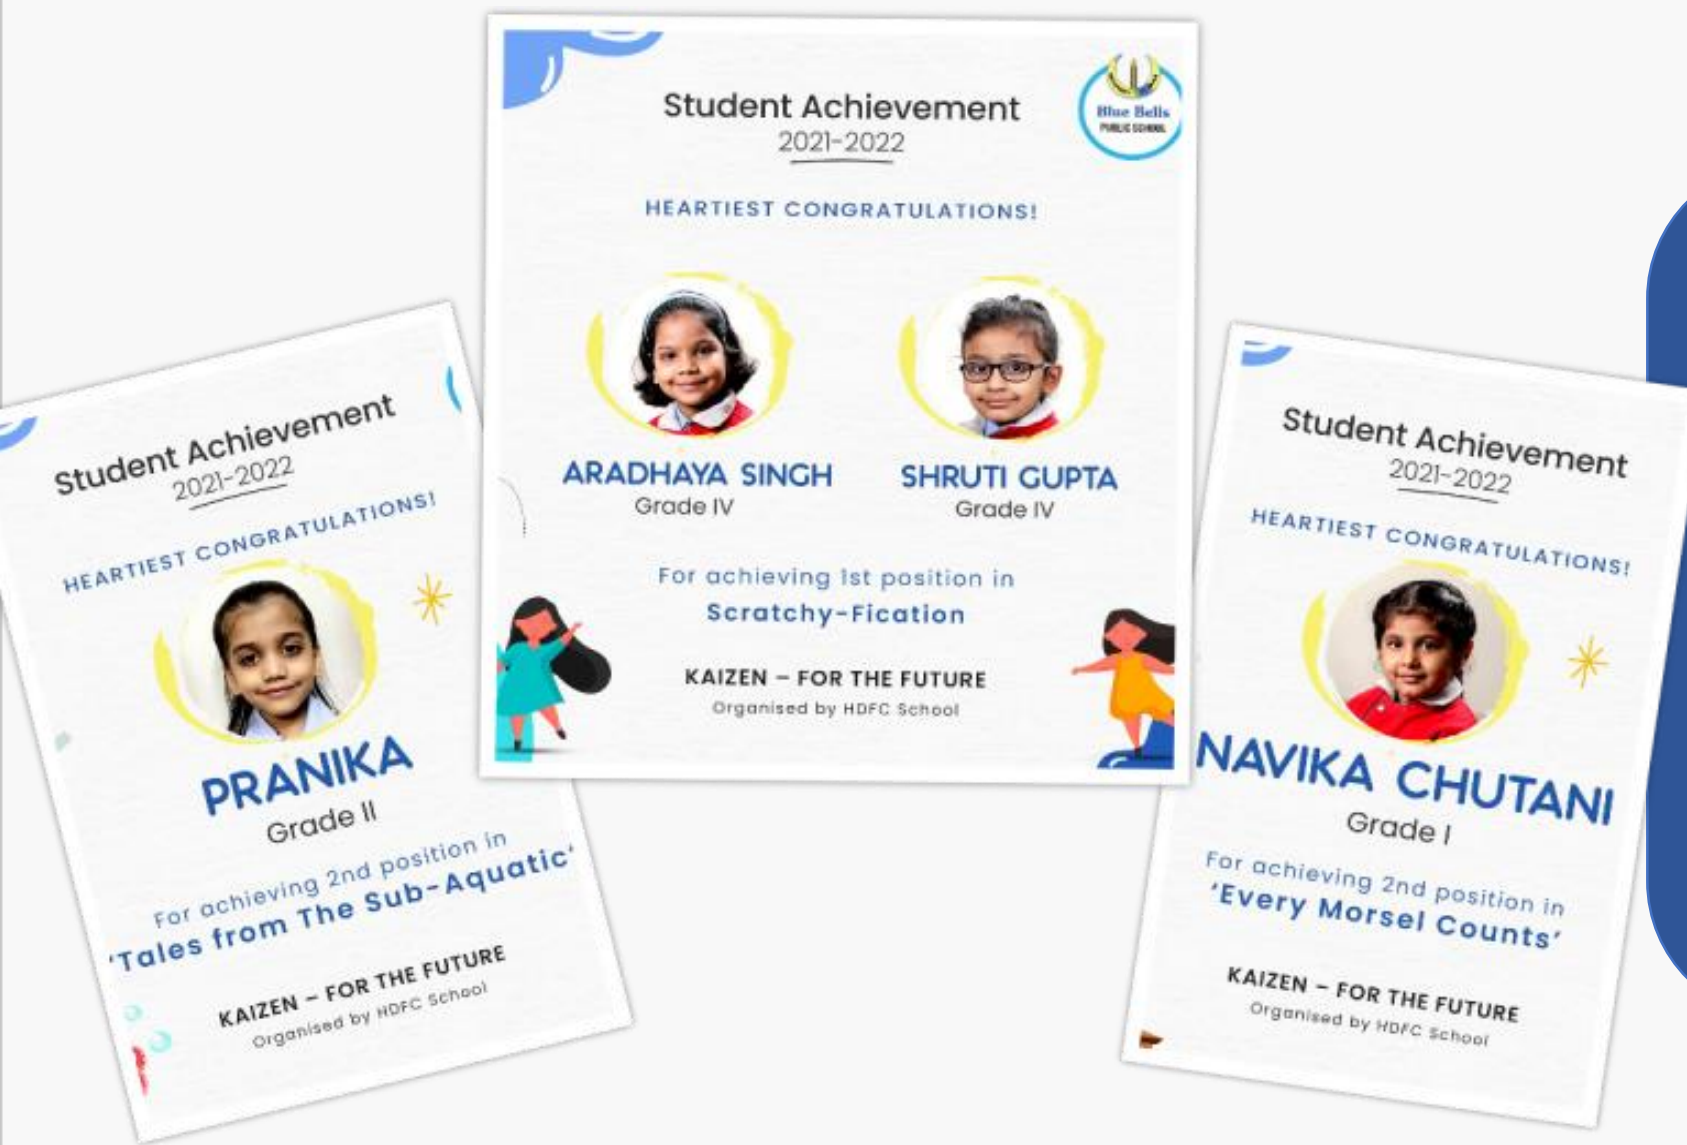 Student Achievement
2021-2022
HEARTIEST CONGRATULATIONS!
PRANIKA
Grade II
For achieving 2nd position in
'Tales from The Sub-Aquatic'
KAIZEN – FOR THE FUTURE
Organised by HDFC School
Student Achievement
2021-2022
Blue Bells
PUBLIC SCHOOL
HEARTIEST CONGRATULATIONS!
ARADHAYA SINGH
Grade IV
SHRUTI GUPTA
Grade IV
For achieving 1st position in
Scratchy-Fication
KAIZEN – FOR THE FUTURE
Organised by HDFC School
Student Achievement
2021-2022
HEARTIEST CONGRATULATIONS!
NAVIKA CHUTANI
Grade I
For achieving 2nd position in
'Every Morsel Counts'
KAIZEN – FOR THE FUTURE
Organised by HDFC School